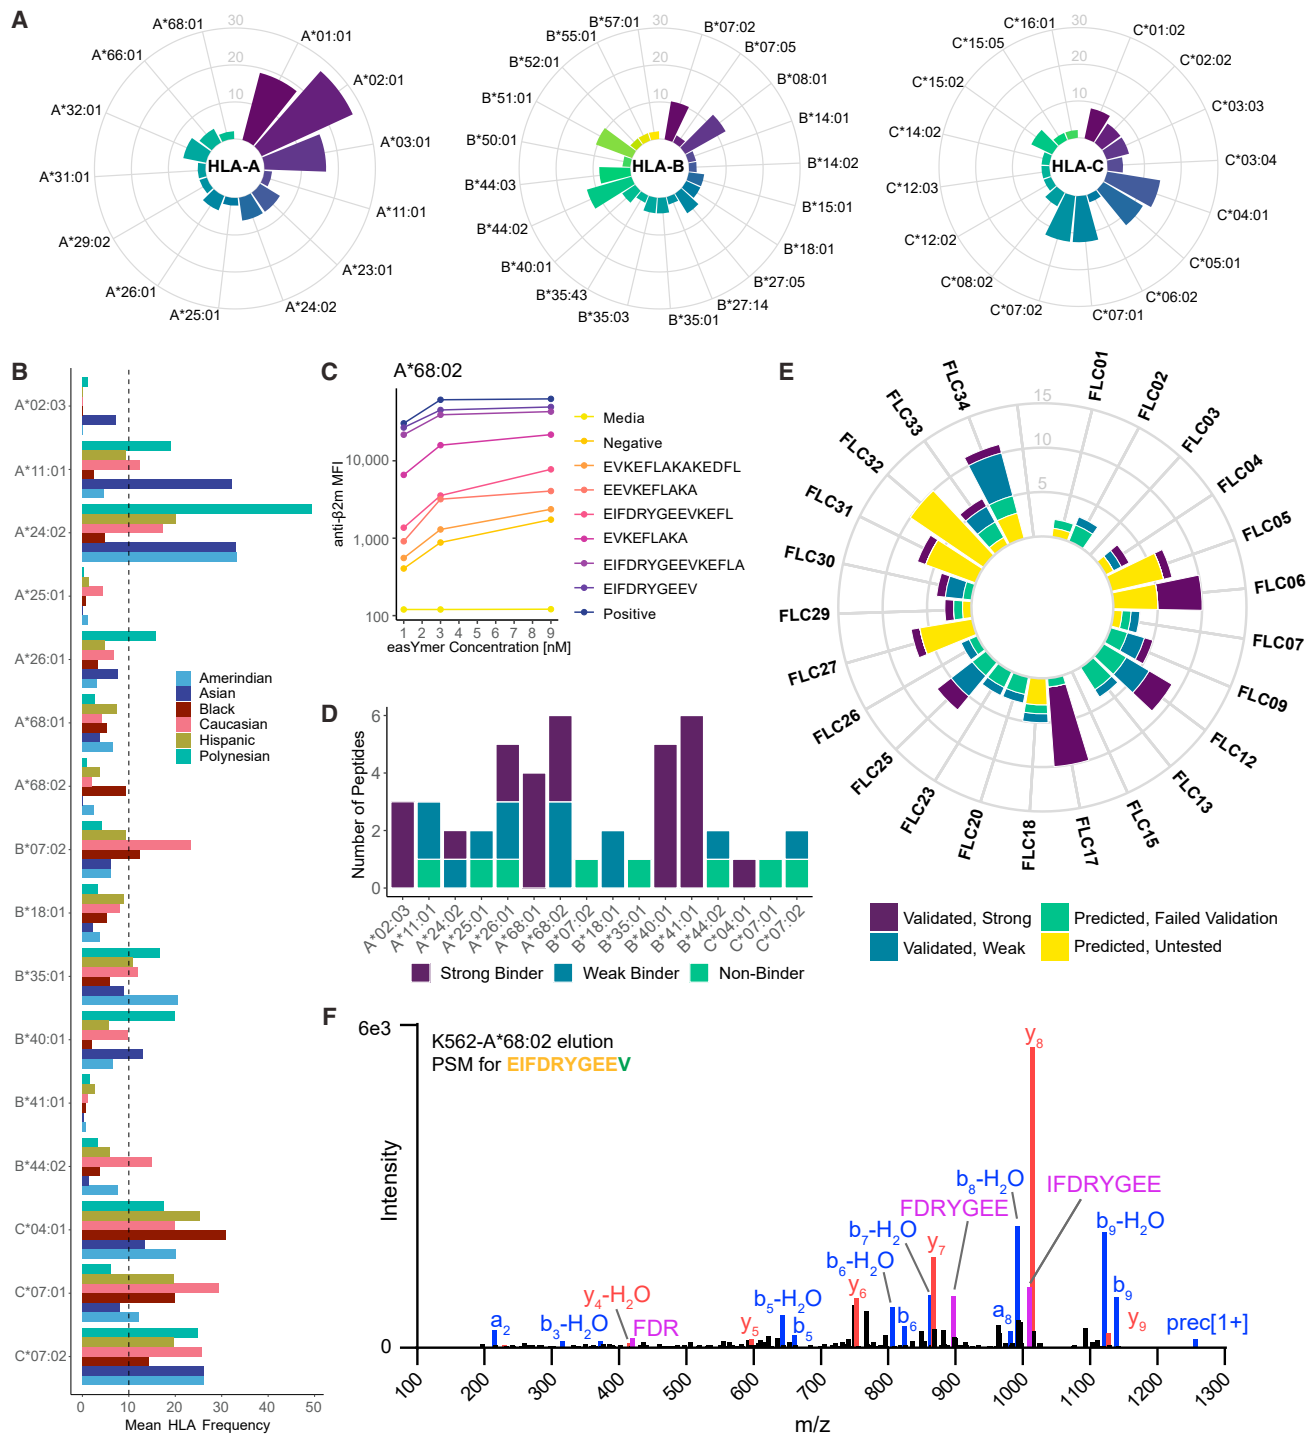 A
30
20
10
HLA-A
A*01:01
A*02:01
A*03:01
A*11:01
A*23:01
A*24:02
A*25:01
A*26:01
A*29:02
A*31:01
A*32:01
A*66:01
A*68:01
30
20
10
HLA-B
B*07:02
B*07:05
B*08:01
B*14:01
B*14:02
B*15:01
B*18:01
B*27:05
B*27:14
B*35:01
B*35:03
B*35:43
B*40:01
B*44:02
B*44:03
B*50:01
B*51:01
B*52:01
B*55:01
B*57:01
30
20
10
HLA-C
C*01:02
C*02:02
C*03:03
C*03:04
C*04:01
C*05:01
C*06:02
C*07:01
C*07:02
C*08:02
C*12:02
C*12:03
C*14:02
C*15:02
C*15:05
C*16:01
B
A*02:03
A*11:01
A*24:02
A*25:01
A*26:01
A*68:01
A*68:02
B*07:02
B*18:01
B*35:01
B*40:01
B*41:01
B*44:02
C*04:01
C*07:01
C*07:02
0 10 20 30 40 50
Mean HLA Frequency
Amerindian
Asian
Black
Caucasian
Hispanic
Polynesian
C
A*68:02
anti-β2m MFI
10,000
1,000
100
1 2 3 4 5 6 7 8 9
easYmer Concentration [nM]
Media
Negative
EVKEFLAKAKEDFL
EEVKEFLAKA
EIFDRYGEEVKEFL
EVKEFLAKA
EIFDRYGEEVKEFLA
EIFDRYGEEV
Positive
D
Number of Peptides
6
4
2
0
A*02:03
A*11:01
A*24:02
A*25:01
A*26:01
A*68:01
A*68:02
B*07:02
B*18:01
B*35:01
B*40:01
B*41:01
B*44:02
C*04:01
C*07:01
C*07:02
Strong Binder
Weak Binder
Non-Binder
E
15
10
5
FLC01
FLC02
FLC03
FLC04
FLC05
FLC06
FLC07
FLC09
FLC12
FLC13
FLC15
FLC17
FLC18
FLC20
FLC23
FLC25
FLC26
FLC27
FLC29
FLC30
FLC31
FLC32
FLC33
FLC34
Validated, Strong
Validated, Weak
Predicted, Failed Validation
Predicted, Untested
F
6e3
0
Intensity
K562-A*68:02 elution
PSM for EIFDRYGEEV
a2
b3-H2O
y4-H2O
FDR
y5
b5-H2O
b5
y6
b6-H2O
b6
b7-H2O
y7
FDRYGEE
b8-H2O
a8
y8
IFDRYGEE
b9-H2O
b9
y9
prec[1+]
100 200 300 400 500 600 700 800 900 1000 1100 1200 1300
m/z